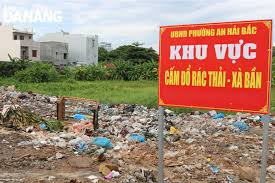 DANANG
UBND PHƯỜNG AN HẢI BẮC
KHU VỰC
CẤM ĐỔ RÁC THẢI - XÀ BẦN